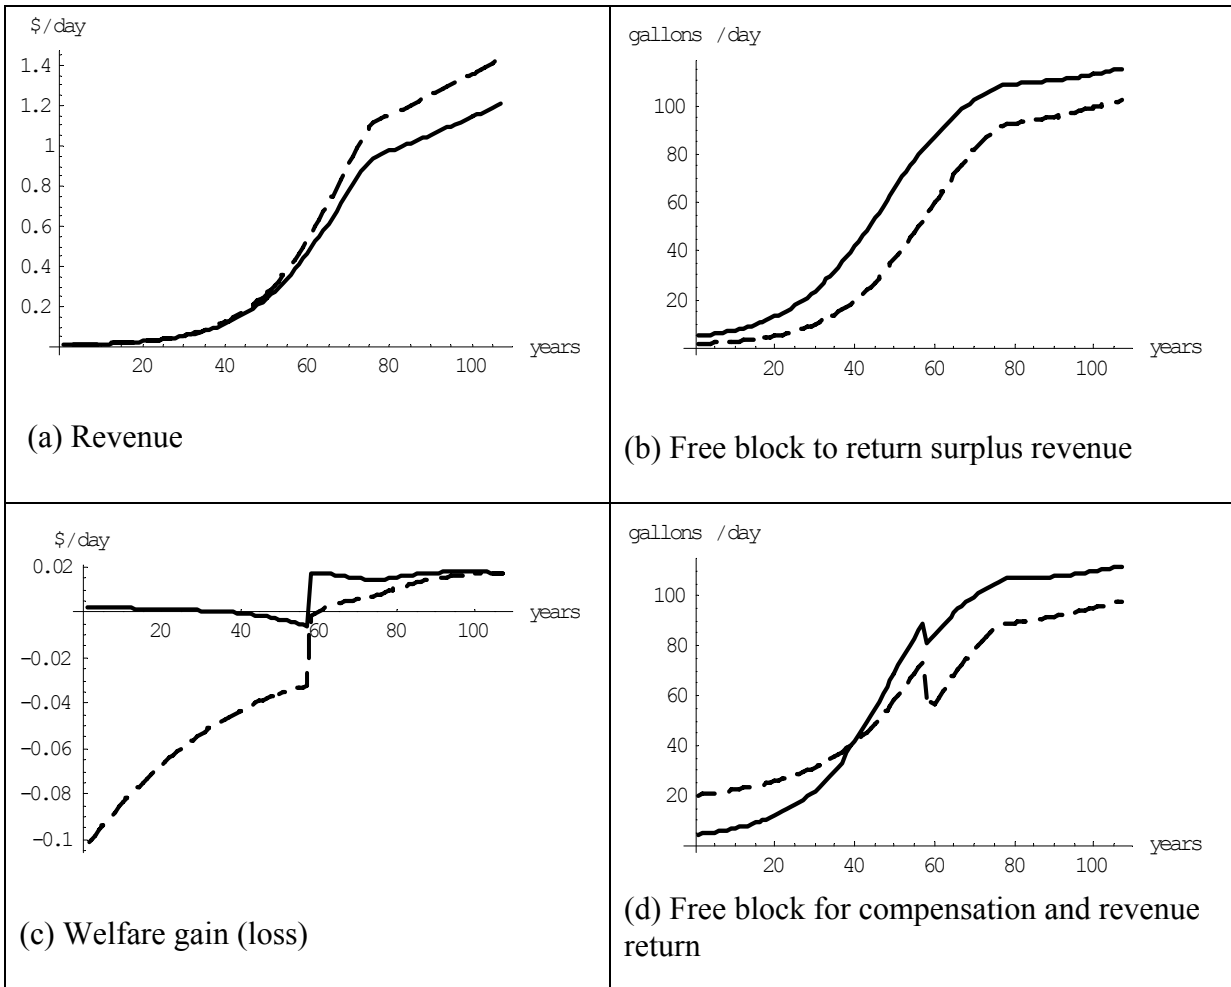 $/day
1.4
1.2
1
0.8
0.6
0.4
0.2
20 40 60 80 100
years
(a) Revenue
gallons /day
100
80
60
40
20
20 40 60 80 100
years
(b) Free block to return surplus revenue
$/day
0.02
20 40 60 80 100
years
-0.02
-0.04
-0.06
-0.08
-0.1
(c) Welfare gain (loss)
gallons /day
100
80
60
40
20
20 40 60 80 100
years
(d) Free block for compensation and revenue
return